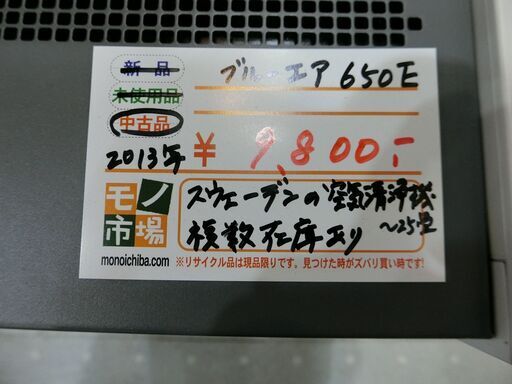 新品
ブルーエア 650E
未使用品
中古品
2013年 ¥ 9,800-
モノ市場
スウェーデンの空気清浄機
～25畳
複数在庫有り
monoichiba.com ※リサイクル品は現品限りです。見つけた時がズバリ買い時です!